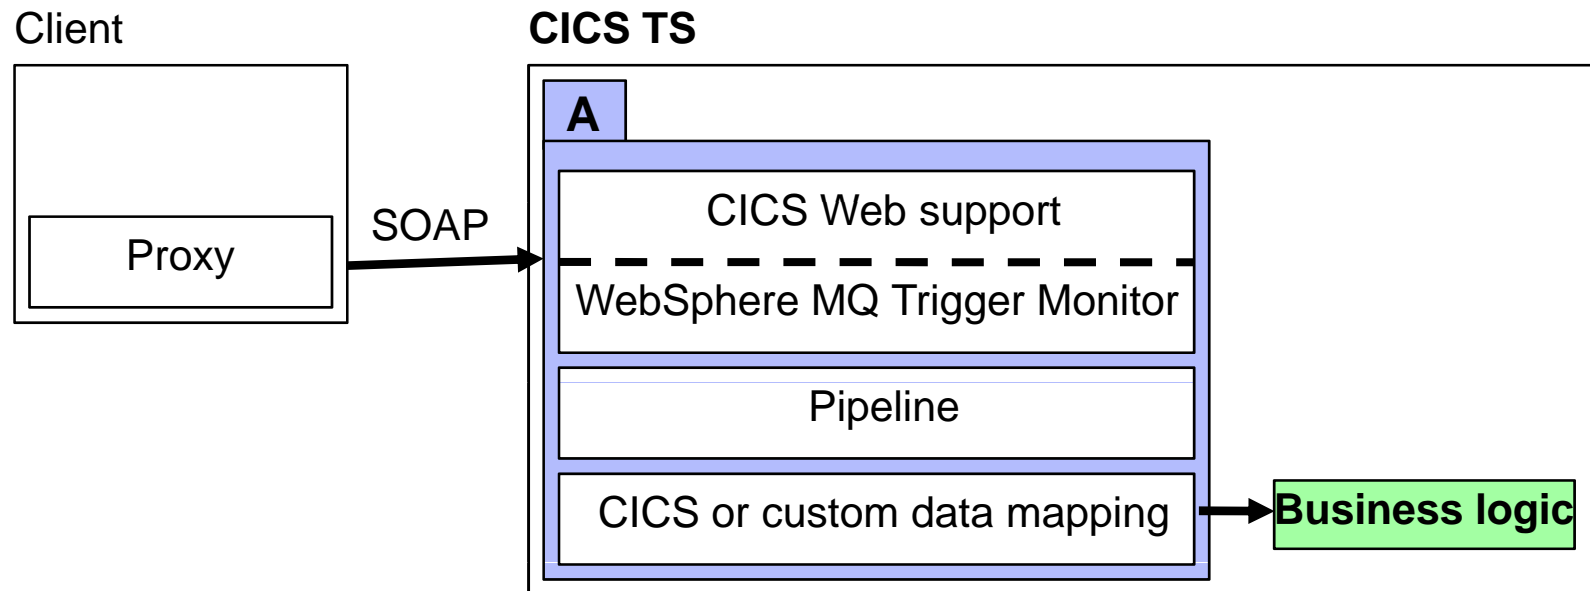 Client
CICS TS
A
CICS Web support
SOAP
Proxy
WebSphere MQ Trigger Monitor
Pipeline
CICS or custom data mapping
Business logic